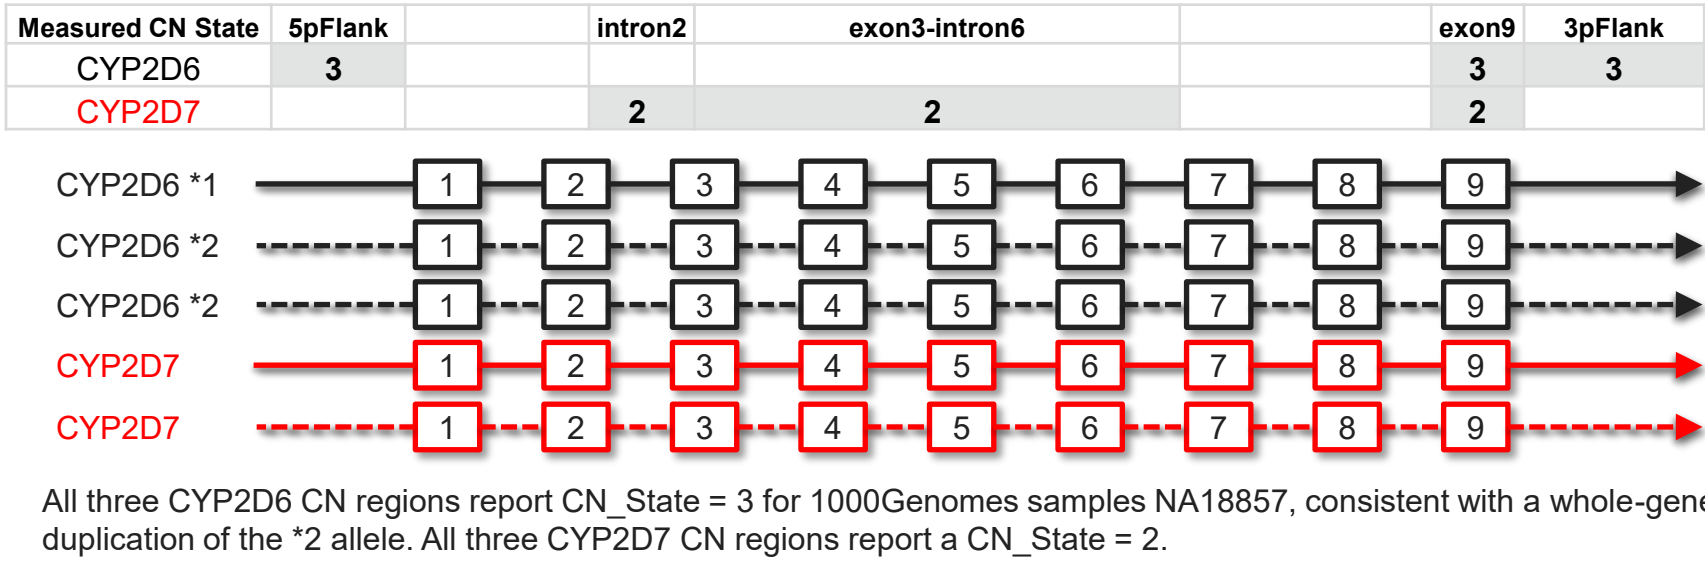 Measured CN State 5pFlank intron2 exon3-intron6 exon9 3pFlank
CYP2D6 3 3 3
CYP2D7 2 2 2
CYP2D6 *1 1 2 3 4 5 6 7 8 9
CYP2D6 *2 1 2 3 4 5 6 7 8 9
CYP2D6 *2 1 2 3 4 5 6 7 8 9
CYP2D7 1 2 3 4 5 6 7 8 9
CYP2D7 1 2 3 4 5 6 7 8 9
All three CYP2D6 CN regions report CN_State = 3 for 1000Genomes samples NA18857, consistent with a whole-gene
duplication of the *2 allele. All three CYP2D7 CN regions report a CN_State = 2.